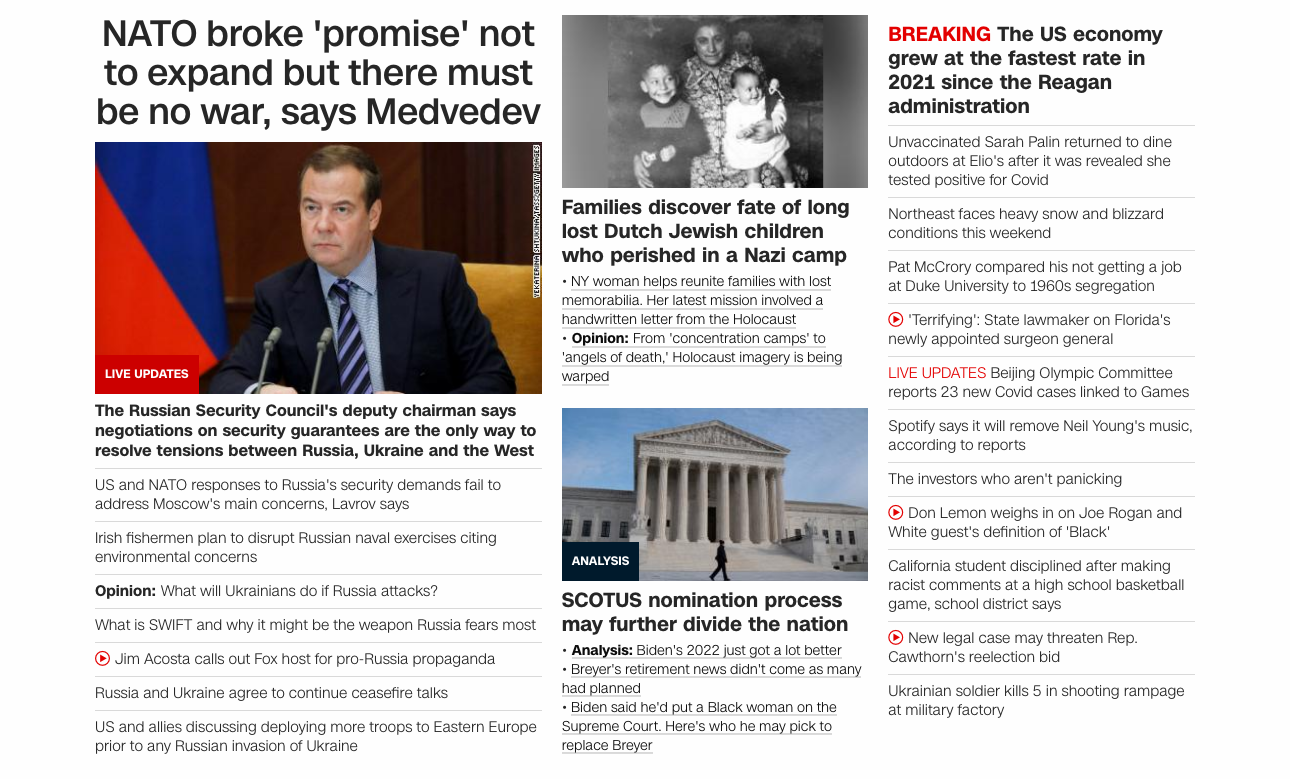 NATO broke 'promise' not
to expand but there must
be no war, says Medvedev
YEKATERINA SHTUKINA/TASS/GETTY IMAGES
LIVE UPDATES
The Russian Security Council's deputy chairman says
negotiations on security guarantees are the only way to
resolve tensions between Russia, Ukraine and the West
US and NATO responses to Russia's security demands fail to
address Moscow's main concerns, Lavrov says
Irish fishermen plan to disrupt Russian naval exercises citing
environmental concerns
Opinion: What will Ukrainians do if Russia attacks?
What is SWIFT and why it might be the weapon Russia fears most
Jim Acosta calls out Fox host for pro-Russia propaganda
Russia and Ukraine agree to continue ceasefire talks
US and allies discussing deploying more troops to Eastern Europe
prior to any Russian invasion of Ukraine
Families discover fate of long
lost Dutch Jewish children
who perished in a Nazi camp
• NY woman helps reunite families with lost
memorabilia. Her latest mission involved a
handwritten letter from the Holocaust
• Opinion: From 'concentration camps' to
'angels of death,' Holocaust imagery is being
warped
ANALYSIS
SCOTUS nomination process
may further divide the nation
• Analysis: Biden's 2022 just got a lot better
• Breyer's retirement news didn't come as many
had planned
• Biden said he'd put a Black woman on the
Supreme Court. Here's who he may pick to
replace Breyer
BREAKING The US economy
grew at the fastest rate in
2021 since the Reagan
administration
Unvaccinated Sarah Palin returned to dine
outdoors at Elio's after it was revealed she
tested positive for Covid
Northeast faces heavy snow and blizzard
conditions this weekend
Pat McCrory compared his not getting a job
at Duke University to 1960s segregation
'Terrifying': State lawmaker on Florida's
newly appointed surgeon general
LIVE UPDATES Beijing Olympic Committee
reports 23 new Covid cases linked to Games
Spotify says it will remove Neil Young's music,
according to reports
The investors who aren't panicking
Don Lemon weighs in on Joe Rogan and
White guest's definition of 'Black'
California student disciplined after making
racist comments at a high school basketball
game, school district says
New legal case may threaten Rep.
Cawthorn's reelection bid
Ukrainian soldier kills 5 in shooting rampage
at military factory